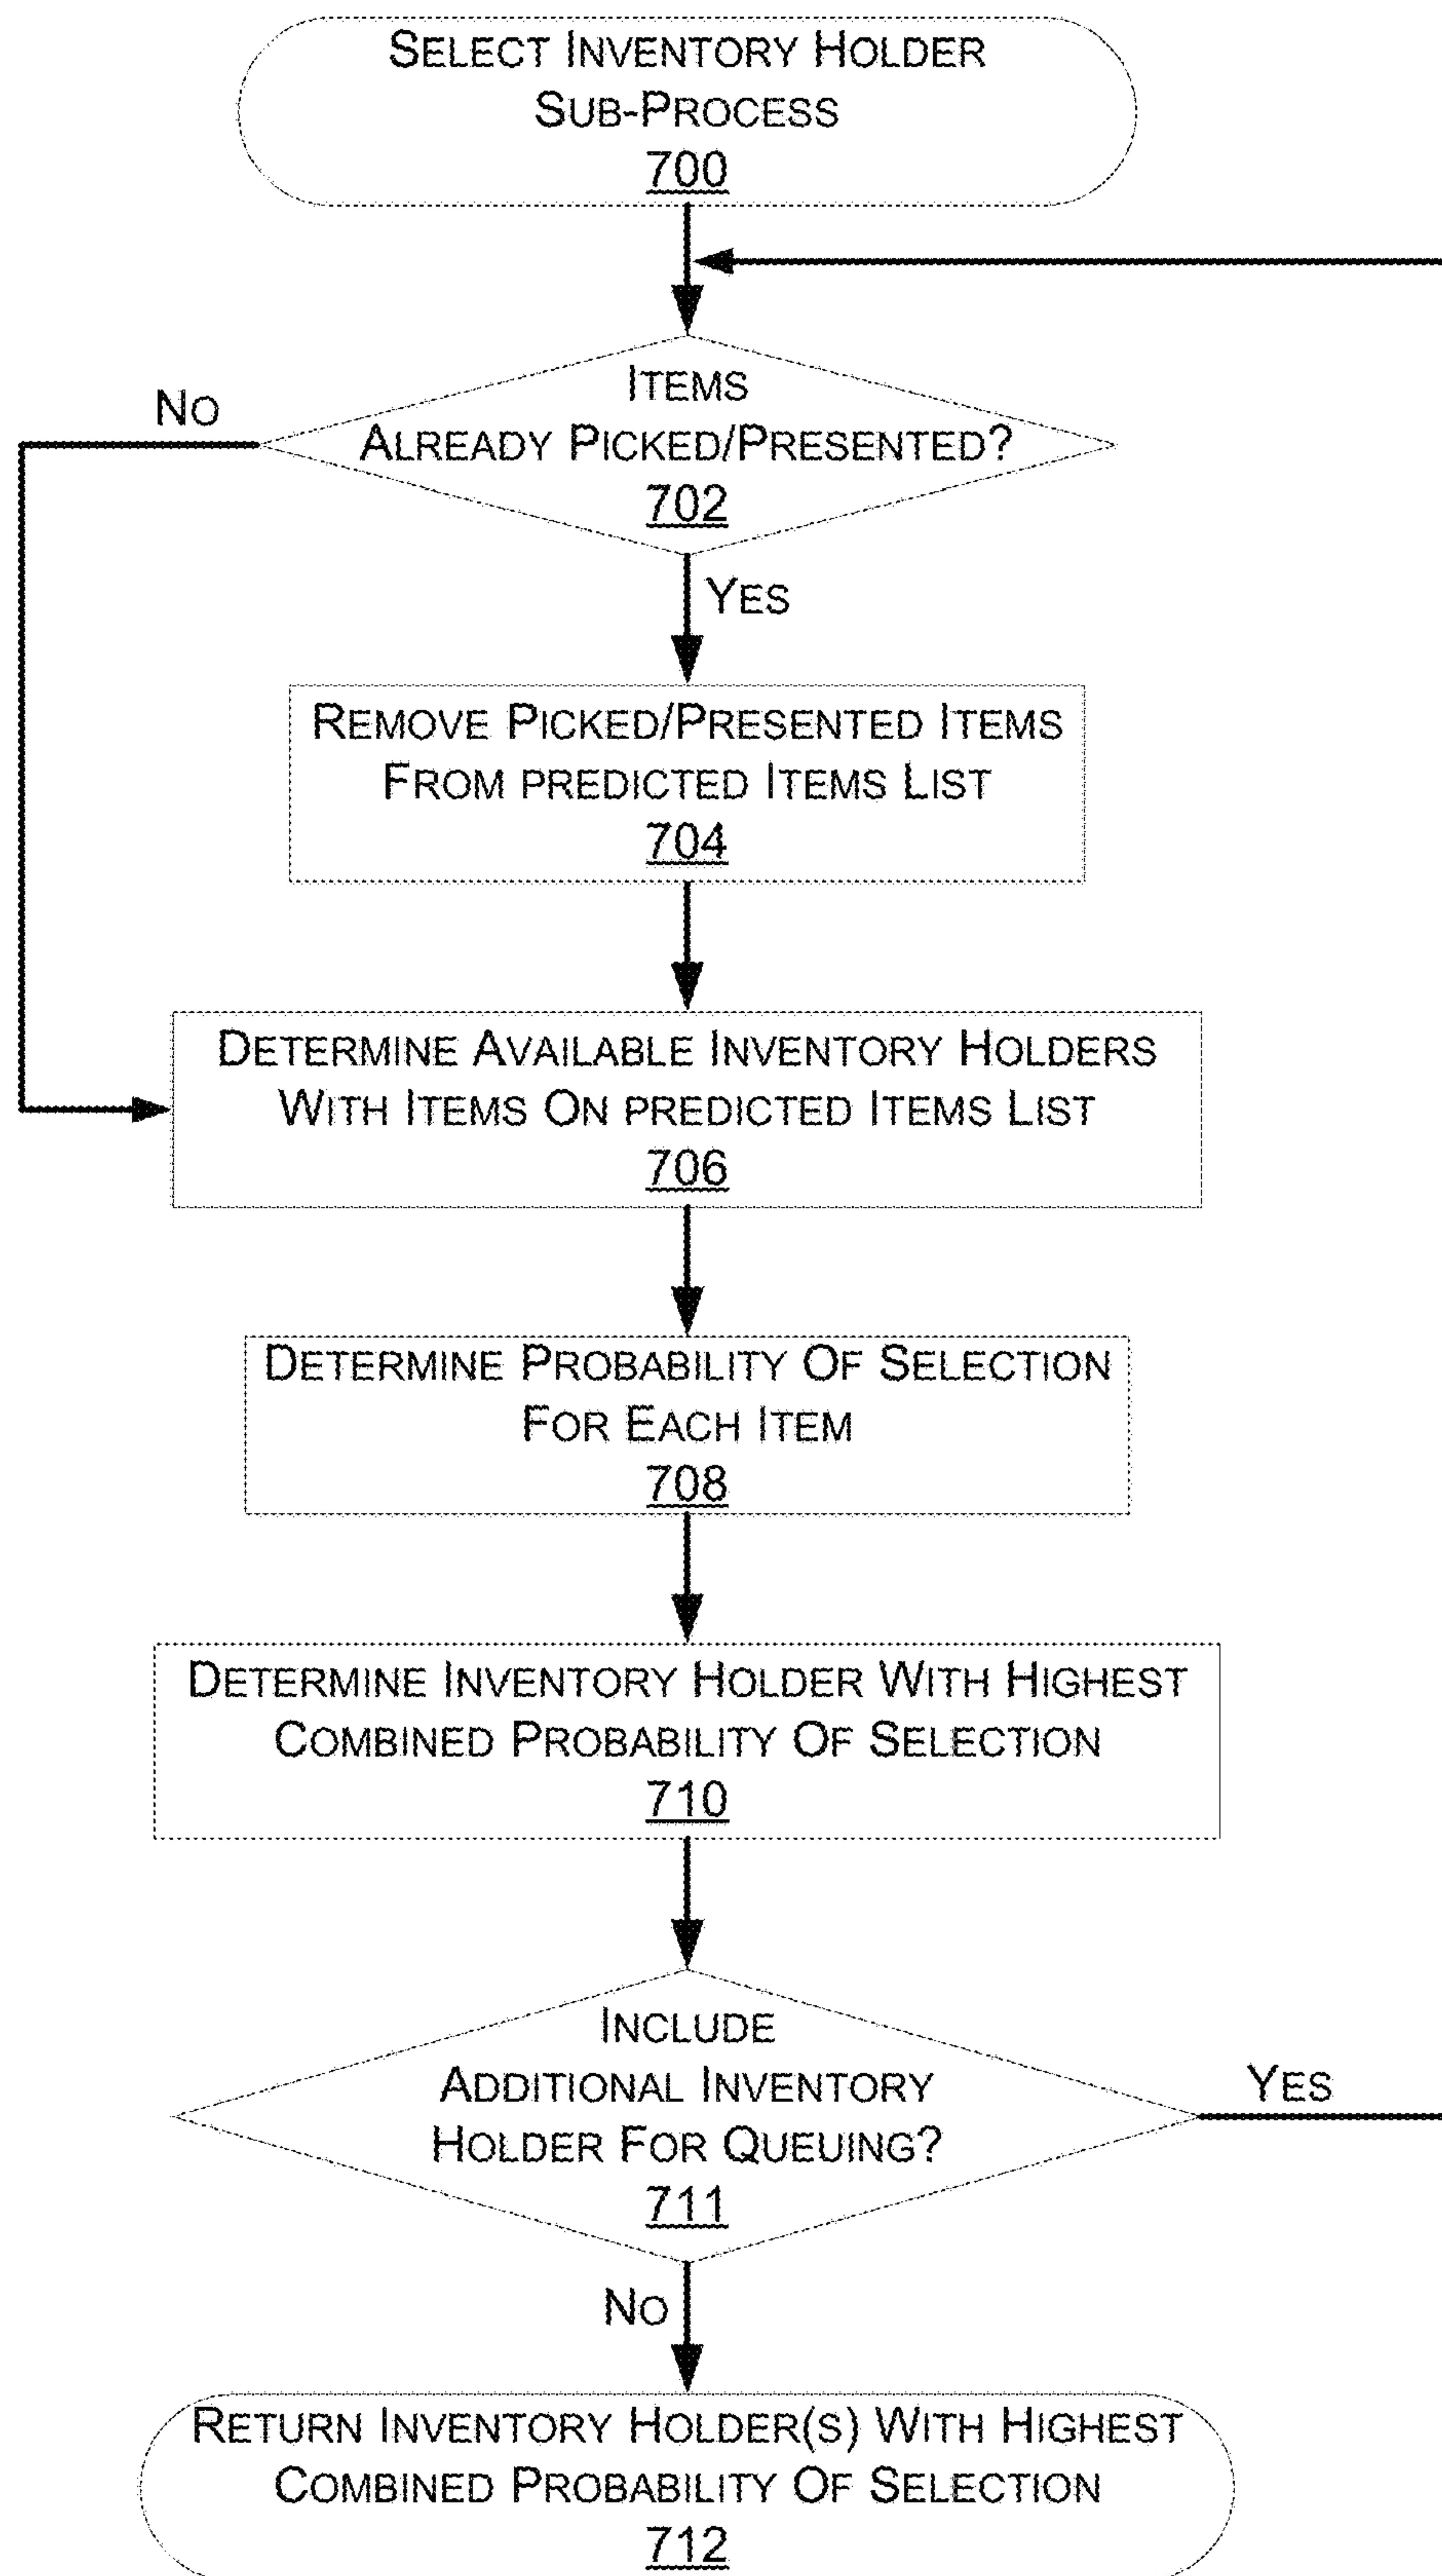 SELECT INVENTORY HOLDER
SUB-PROCESS
700
NO
ITEMS
ALREADY PICKED/PRESENTED?
702
YES
REMOVE PICKED/PRESENTED ITEMS
FROM PREDICTED ITEMS LIST
704
DETERMINE AVAILABLE INVENTORY HOLDERS
WITH ITEMS ON PREDICTED ITEMS LIST
706
DETERMINE PROBABILITY OF SELECTION
FOR EACH ITEM
708
DETERMINE INVENTORY HOLDER WITH HIGHEST
COMBINED PROBABILITY OF SELECTION
710
INCLUDE
ADDITIONAL INVENTORY
HOLDER FOR QUEUING?
711
YES
NO
RETURN INVENTORY HOLDER(S) WITH HIGHEST
COMBINED PROBABILITY OF SELECTION
712